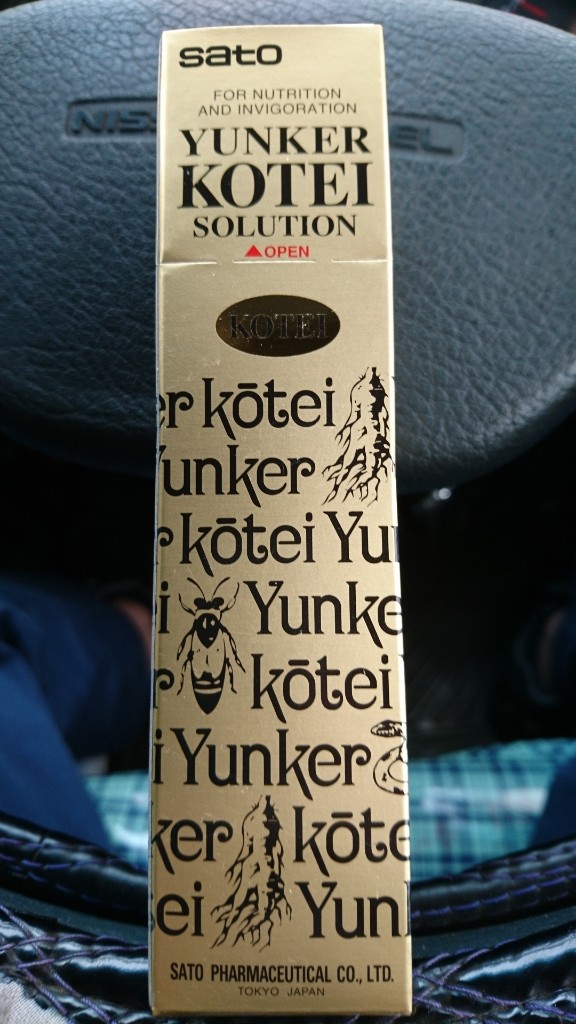 sato
FOR NUTRITION
AND INVIGORATION
YUNKER
KOTEI
SOLUTION
▲OPEN
KOTEI
er kōtei
Yunker
r kōtei Yu
i Yunke
r kōtei
i Yunker
ker kōte
ei Yun
SATO PHARMACEUTICAL CO., LTD.
TOKYO JAPAN